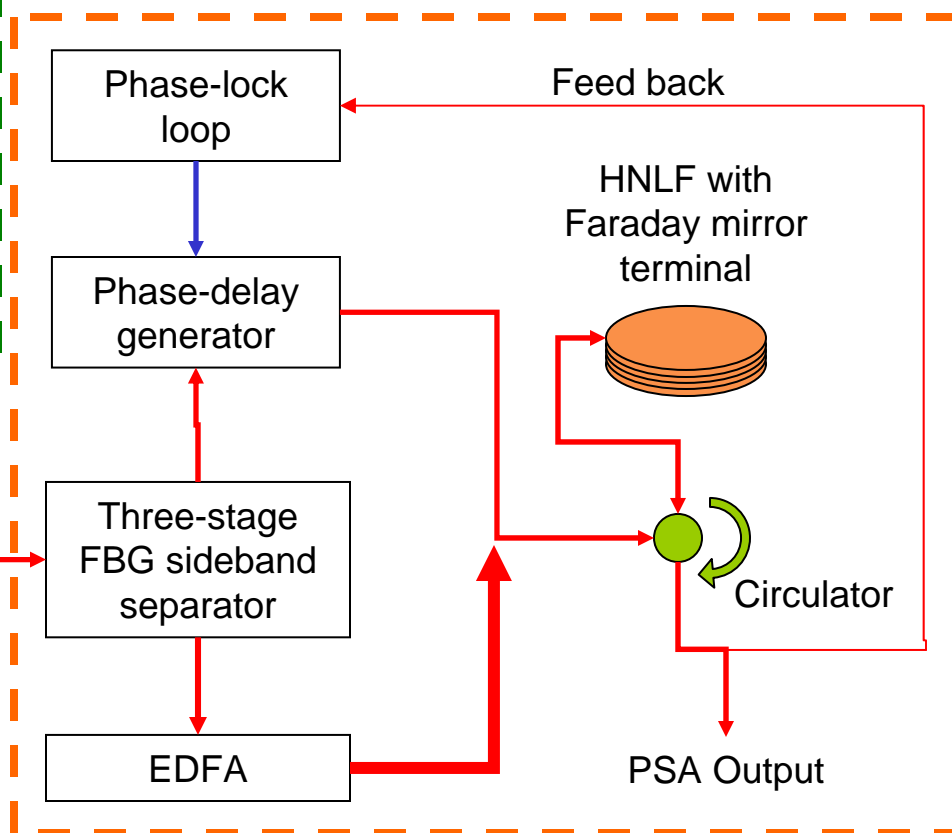 Phase-lock
loop
Feed back
HNLF with
Faraday mirror
terminal
Phase-delay
generator
Three-stage
FBG sideband
separator
Circulator
EDFA
PSA Output